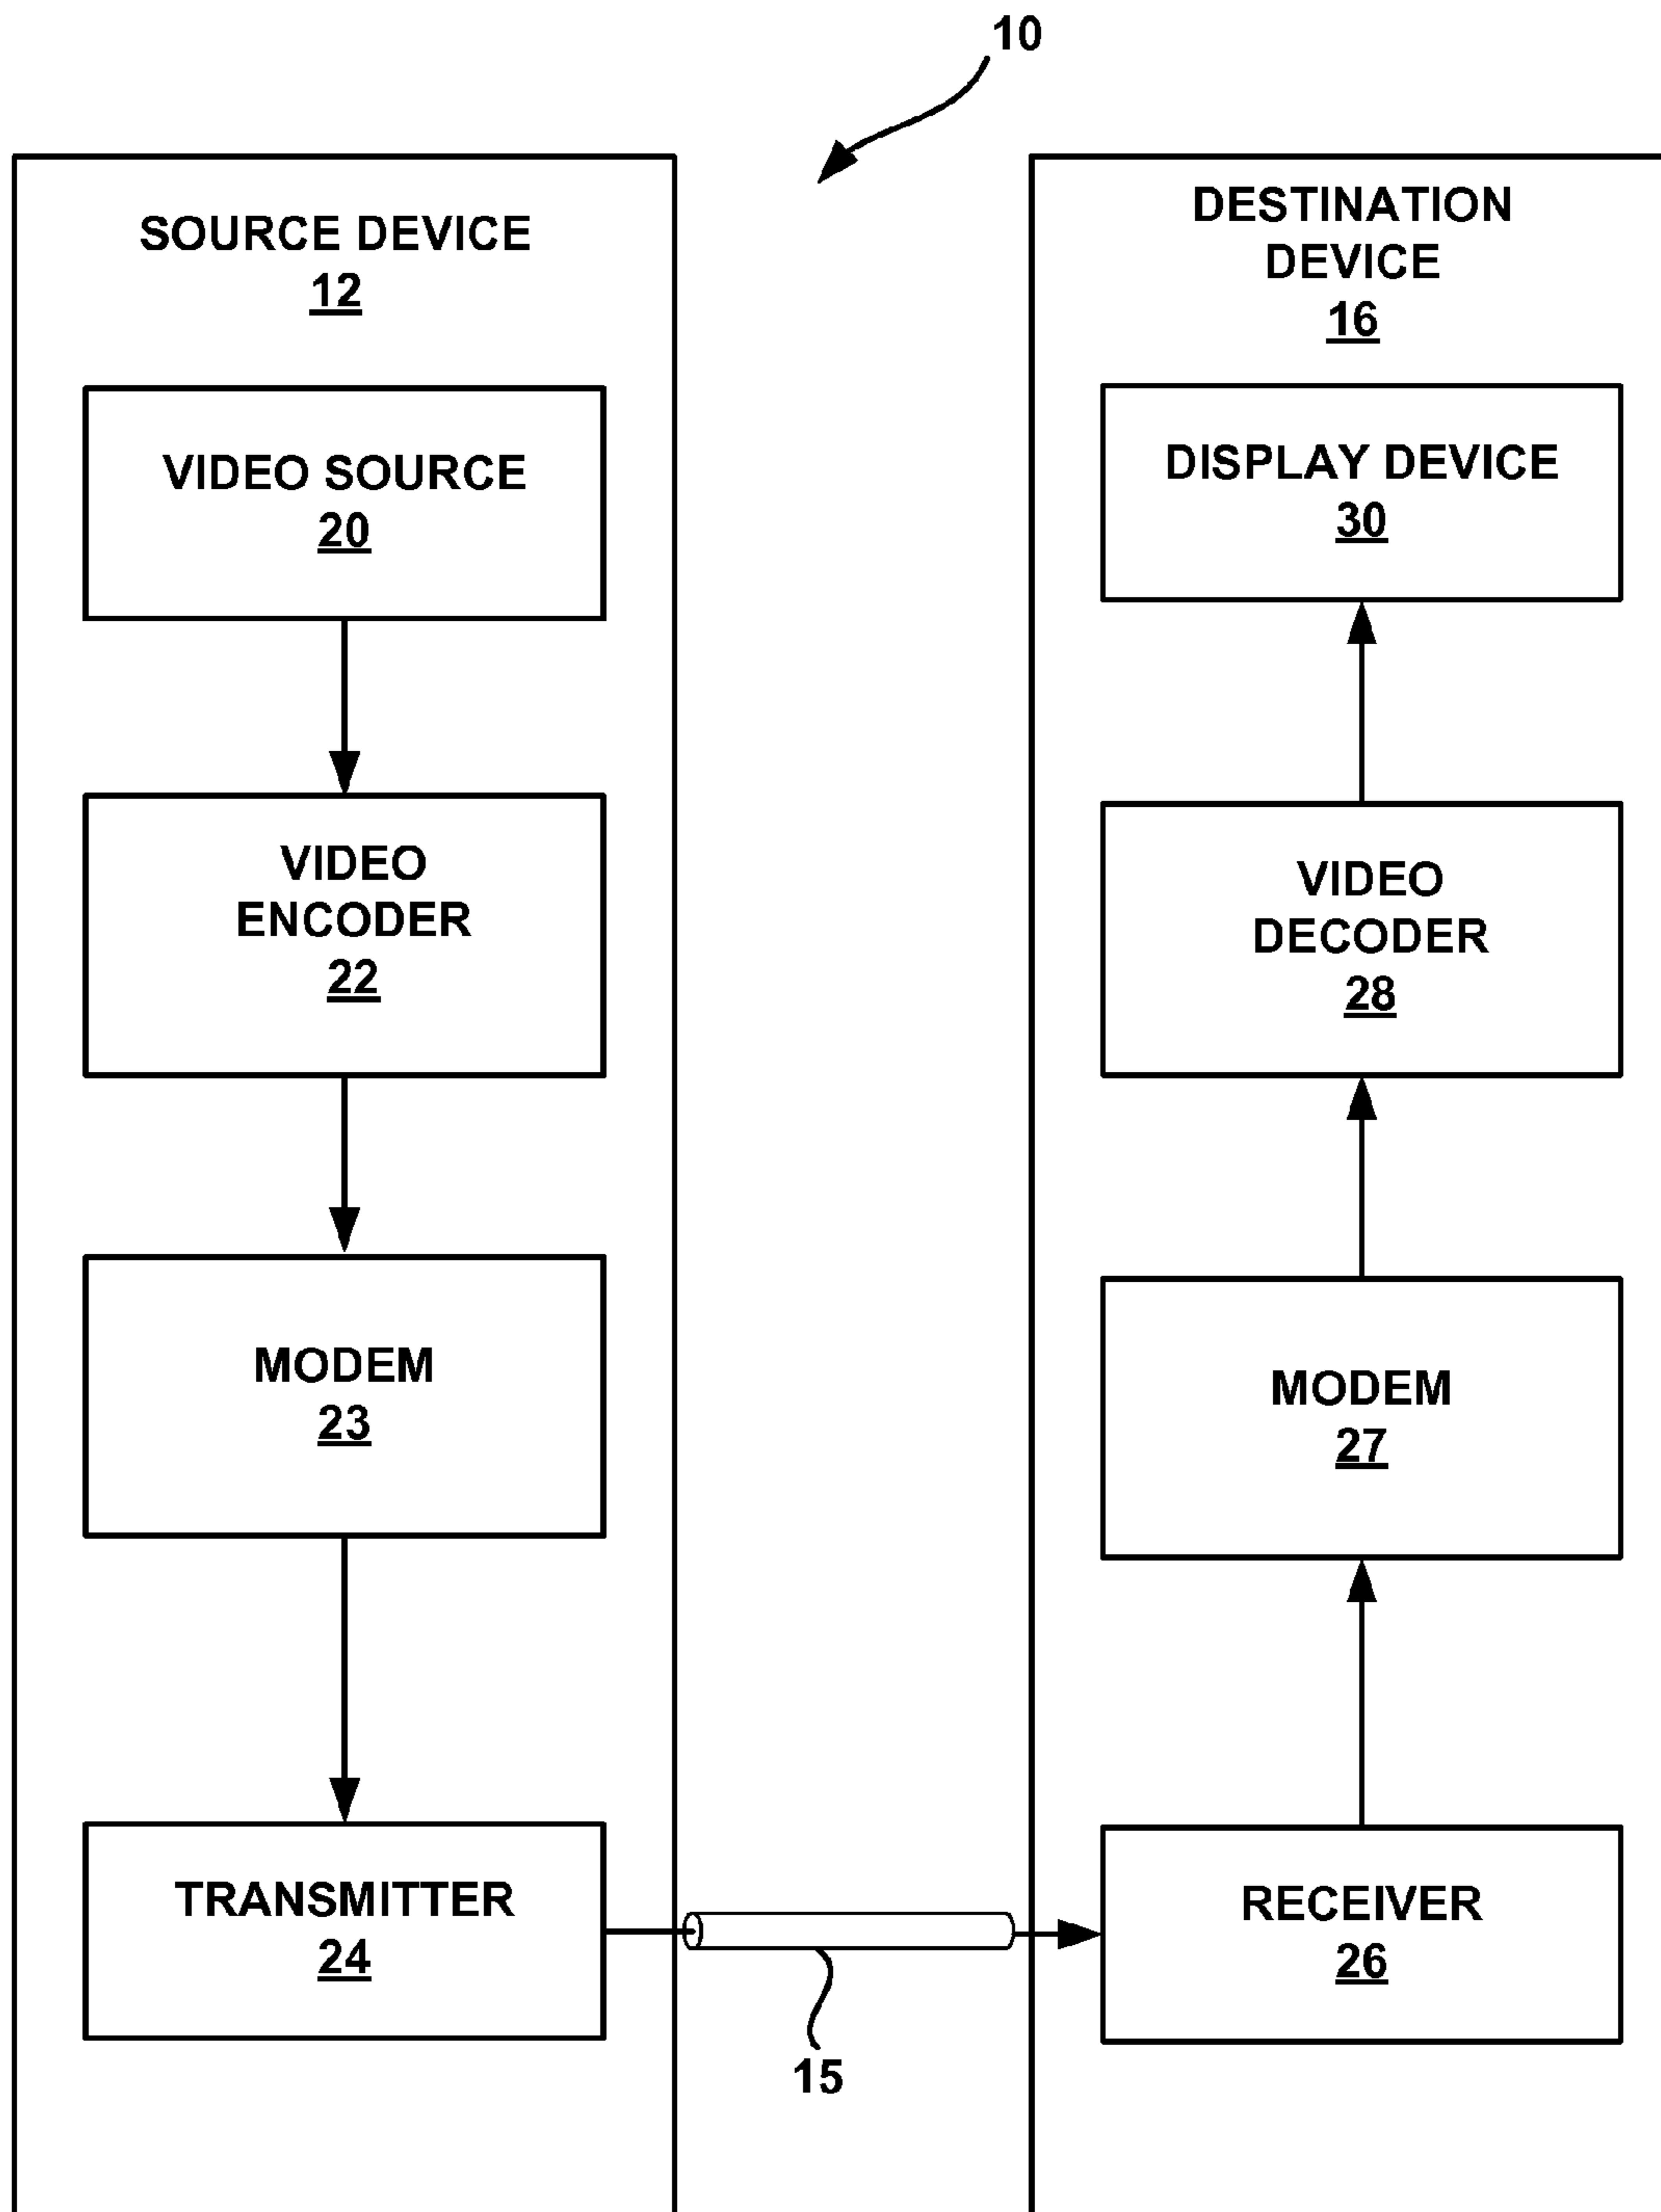 10
SOURCE DEVICE
12
VIDEO SOURCE
20
VIDEO
ENCODER
22
MODEM
23
TRANSMITTER
24
15
DESTINATION
DEVICE
16
DISPLAY DEVICE
30
VIDEO
DECODER
28
MODEM
27
RECEIVER
26